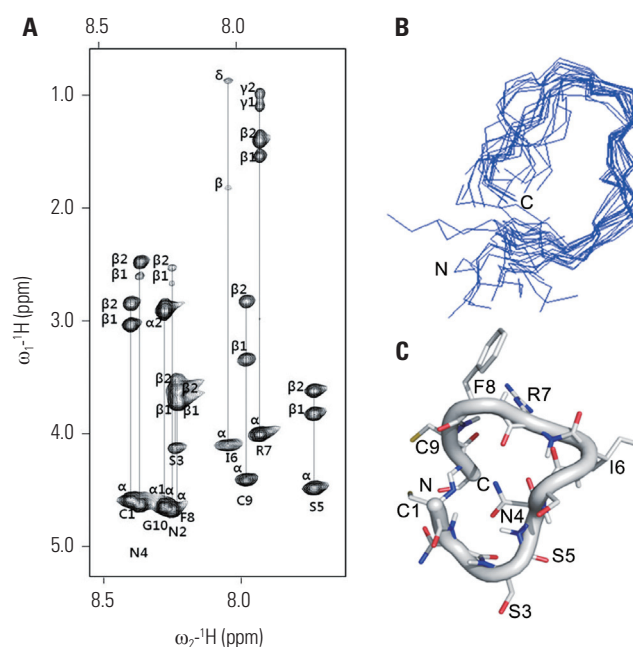 A
8.5 8.0
B
1.0
2.0
3.0
4.0
5.0
ω1-¹H (ppm)
δ
γ2
γ1
β2
β1
β
β2 β2
β1 β1
β2
β1
α2
β2
β1
β2
β1 β1
β2
β1
S3
α
I6
α
R7
α
C9
α
S5
α α1 α
C1 F8
G10
N2
N4
8.5 8.0
ω2-¹H (ppm)
C
N
C
F8 R7
C9
I6
N C
N4
C1
S5
S3